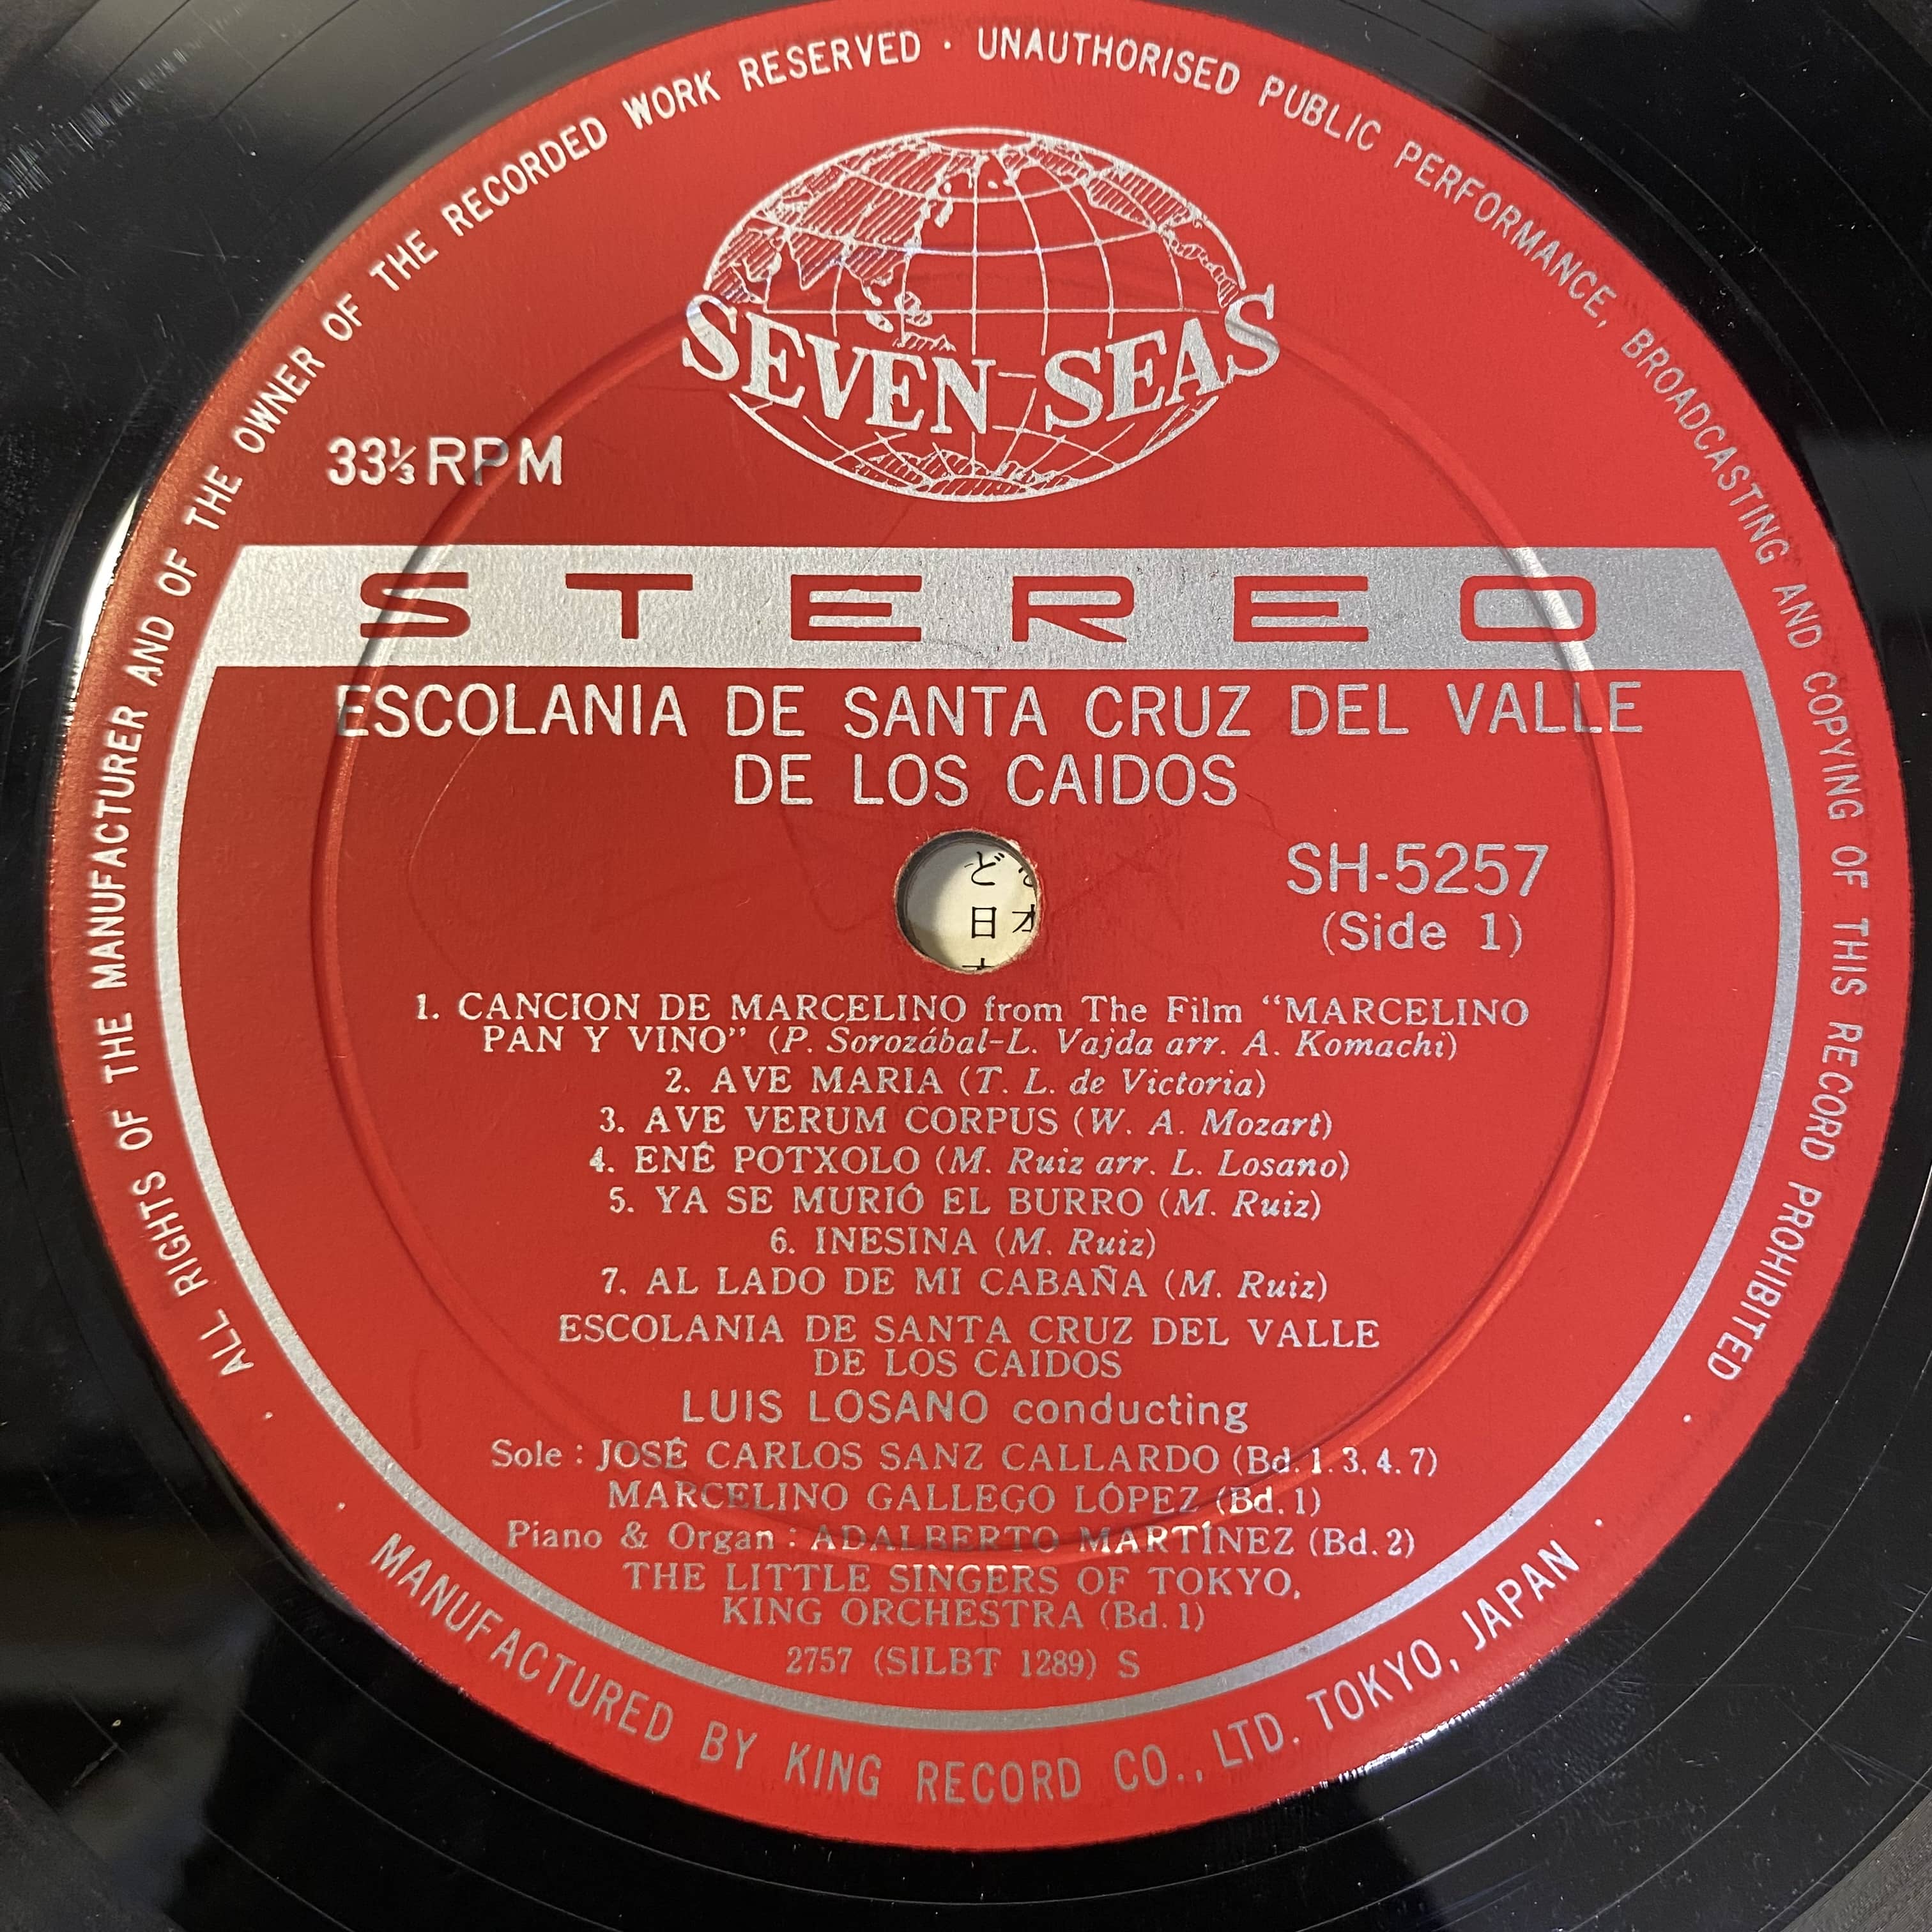 ALL RIGHTS OF THE MANUFACTURER AND OF THE OWNER OF THE RECORDED WORK RESERVED · UNAUTHORISED PUBLIC PERFORMANCE, BROADCASTING AND COPYING OF THIS RECORD PROHIBITED
SEVEN SEAS
33⅓ RPM
STEREO
ESCOLANIA DE SANTA CRUZ DEL VALLE
DE LOS CAIDOS
ど
日
SH-5257
(Side 1)
1. CANCION DE MARCELINO from The Film “MARCELINO
PAN Y VINO” (P. Sorozábal-L. Vajda arr. A. Komachi)
2. AVE MARIA (T. L. de Victoria)
3. AVE VERUM CORPUS (W. A. Mozart)
4. ENÉ POTXOLO (M. Ruiz arr. L. Losano)
5. YA SE MURIÓ EL BURRO (M. Ruiz)
6. INESINA (M. Ruiz)
7. AL LADO DE MI CABAÑA (M. Ruiz)
ESCOLANIA DE SANTA CRUZ DEL VALLE
DE LOS CAIDOS
LUIS LOSANO conducting
Sole : JOSÉ CARLOS SANZ CALLARDO (Bd. 1. 3. 4. 7)
MARCELINO GALLEGO LÓPEZ (Bd. 1)
Piano & Organ : ADALBERTO MARTÍNEZ (Bd. 2)
THE LITTLE SINGERS OF TOKYO,
KING ORCHESTRA (Bd. 1)
2757 (SILBT 1289) S
· MANUFACTURED BY KING RECORD CO., LTD. TOKYO, JAPAN ·